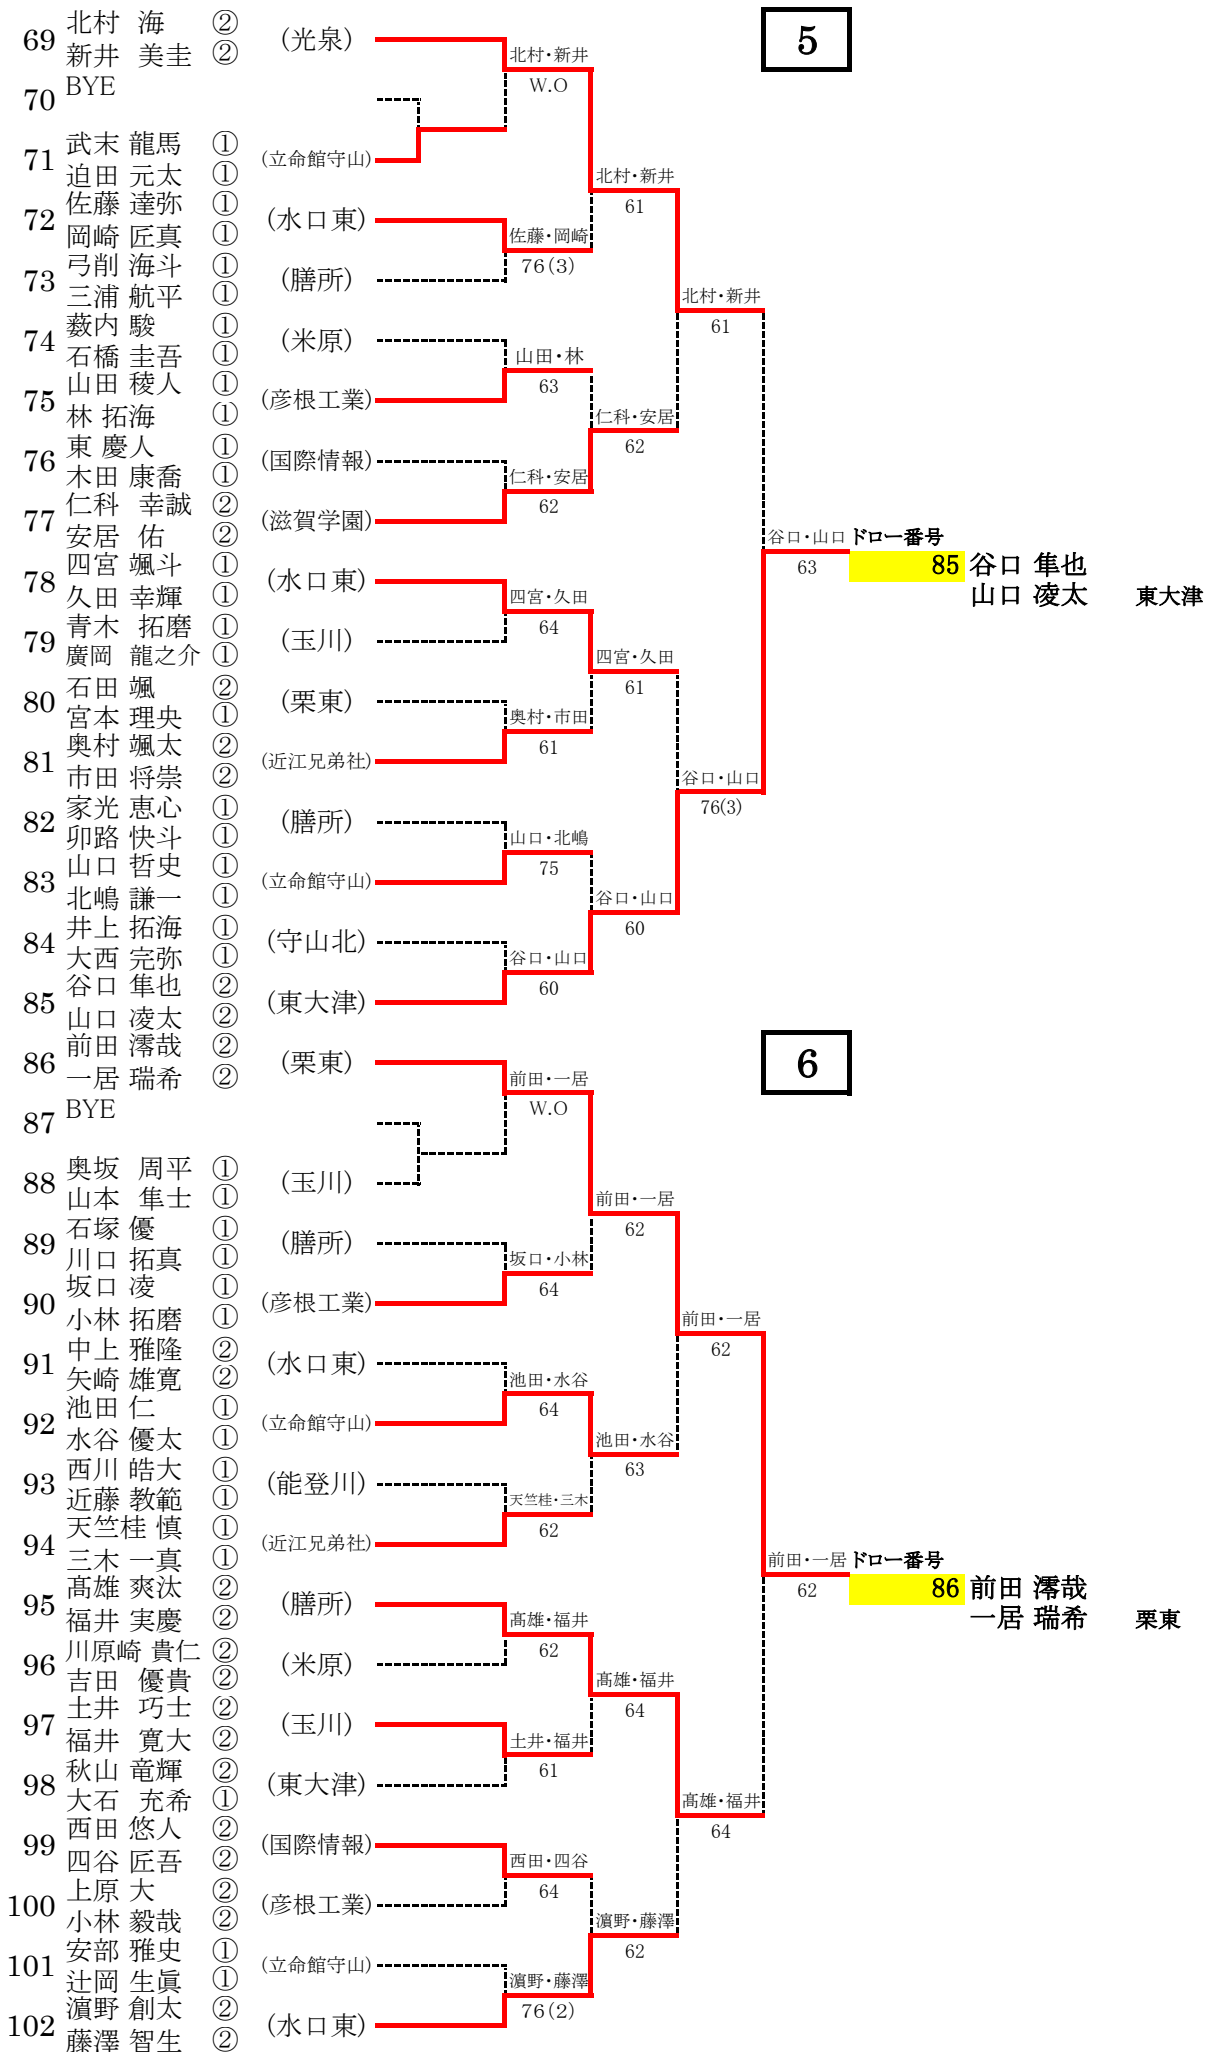 5
69 北村 海 ② (光泉)
新井 美圭 ②
北村・新井
W.O
70 BYE
71 武末 龍馬 ① (立命館守山)
迫田 元太 ①
北村・新井
61
72 佐藤 達弥 ① (水口東)
岡崎 匠真 ①
佐藤・岡崎
76(3)
73 弓削 海斗 ① (膳所)
三浦 航平 ①
北村・新井
61
74 薮内 駿 ① (米原)
石橋 圭吾 ①
山田・林
63
75 山田 稜人 ① (彦根工業)
林 拓海 ①
仁科・安居
62
76 東 慶人 ① (国際情報)
木田 康喬 ①
仁科・安居
62
77 仁科 幸誠 ② (滋賀学園)
安居 佑 ②
谷口・山口 ドロー番号
63
85 谷口 隼也
山口 凌太 東大津
78 四宮 颯斗 ① (水口東)
久田 幸輝 ①
四宮・久田
64
79 青木 拓磨 ① (玉川)
廣岡 龍之介 ①
四宮・久田
61
80 石田 颯 ② (栗東)
宮本 理央 ①
奥村・市田
61
81 奥村 颯太 ② (近江兄弟社)
市田 将崇 ②
谷口・山口
76(3)
82 家光 恵心 ① (膳所)
卯路 快斗 ①
山口・北嶋
75
83 山口 哲史 ① (立命館守山)
北嶋 謙一 ①
谷口・山口
60
84 井上 拓海 ① (守山北)
大西 完弥 ①
谷口・山口
60
85 谷口 隼也 ② (東大津)
山口 凌太 ②
6
86 前田 澪哉 ② (栗東)
一居 瑞希 ②
前田・一居
W.O
87 BYE
88 奥坂 周平 ① (玉川)
山本 隼士 ①
前田・一居
62
89 石塚 優 ① (膳所)
川口 拓真 ①
坂口・小林
64
90 坂口 凌 ① (彦根工業)
小林 拓磨 ①
前田・一居
62
91 中上 雅隆 ② (水口東)
矢崎 雄寛 ②
池田・水谷
64
92 池田 仁 ① (立命館守山)
水谷 優太 ①
池田・水谷
63
93 西川 皓大 ① (能登川)
近藤 教範 ①
天竺桂・三木
62
94 天竺桂 慎 ① (近江兄弟社)
三木 一真 ①
前田・一居 ドロー番号
62
86 前田 澪哉
一居 瑞希 栗東
95 髙雄 爽汰 ② (膳所)
福井 実慶 ②
髙雄・福井
62
96 川原崎 貴仁 ② (米原)
吉田 優貴 ②
髙雄・福井
64
97 土井 巧士 ② (玉川)
福井 寛大 ②
土井・福井
61
98 秋山 竜輝 ② (東大津)
大石 充希 ①
髙雄・福井
64
99 西田 悠人 ② (国際情報)
四谷 匠吾 ②
西田・四谷
64
100 上原 大 ② (彦根工業)
小林 毅哉 ②
濵野・藤澤
62
101 安部 雅史 ① (立命館守山)
辻岡 生眞 ①
濵野・藤澤
76(2)
102 濵野 創太 ② (水口東)
藤澤 智生 ②